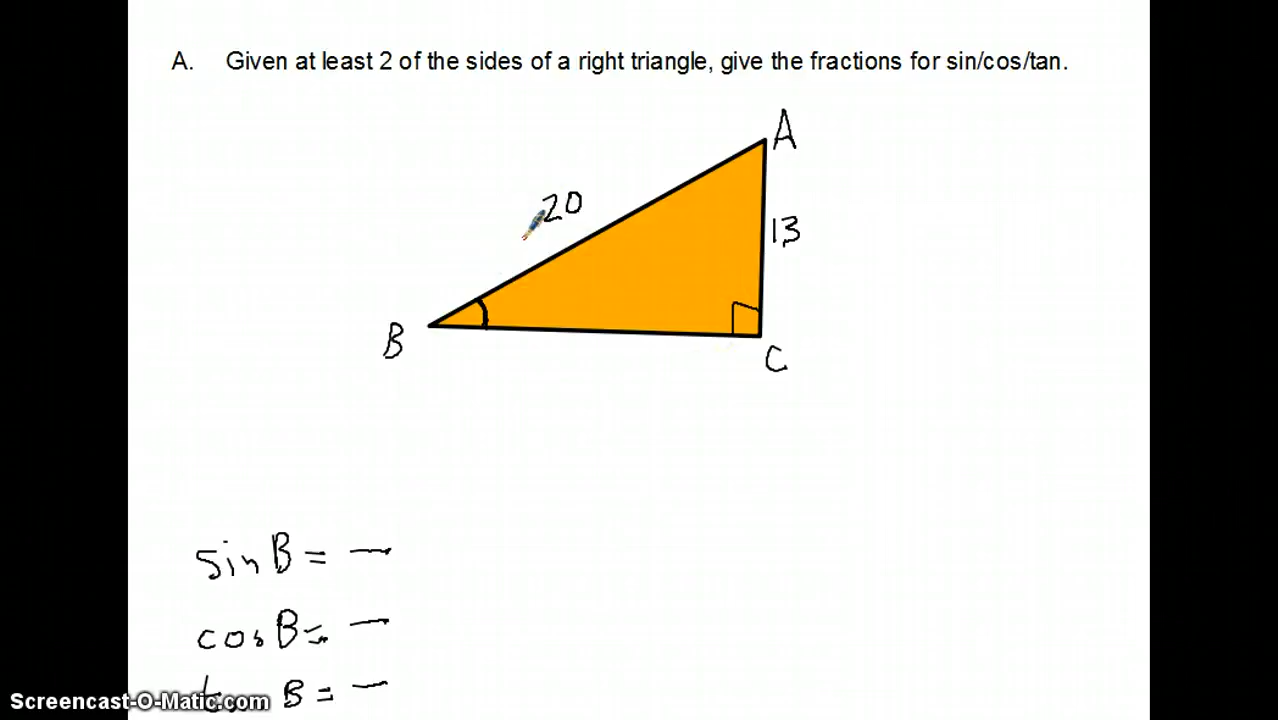 A. Given at least 2 of the sides of a right triangle, give the fractions for sin/cos/tan.
A
20
13
B
C
sin B = —
cos B = —
B = —
Screencast-O-Matic.com